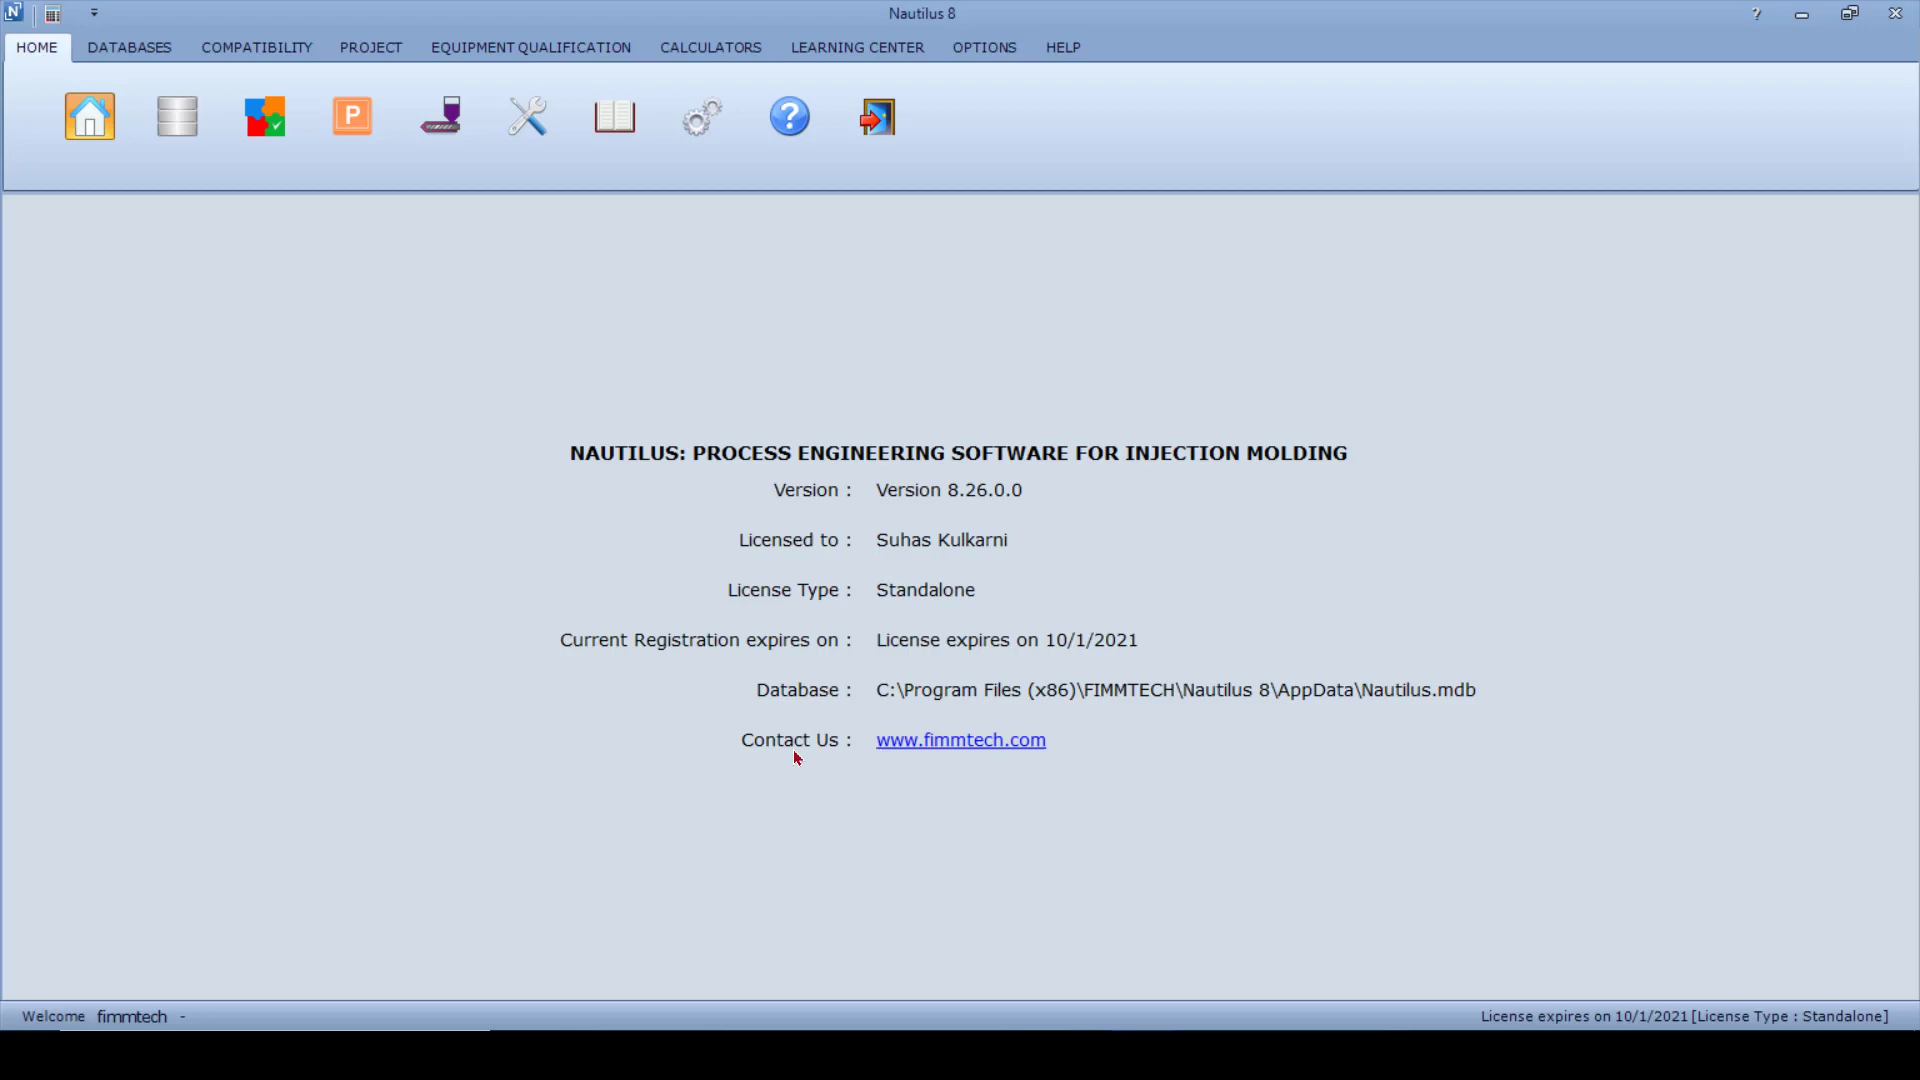 N Nautilus 8 ?
HOME DATABASES COMPATIBILITY PROJECT EQUIPMENT QUALIFICATION CALCULATORS LEARNING CENTER OPTIONS HELP
P ?
NAUTILUS: PROCESS ENGINEERING SOFTWARE FOR INJECTION MOLDING
Version : Version 8.26.0.0
Licensed to : Suhas Kulkarni
License Type : Standalone
Current Registration expires on : License expires on 10/1/2021
Database : C:\Program Files (x86)\FIMMTECH\Nautilus 8\AppData\Nautilus.mdb
Contact Us : www.fimmtech.com
Welcome fimmtech - License expires on 10/1/2021 [License Type : Standalone]